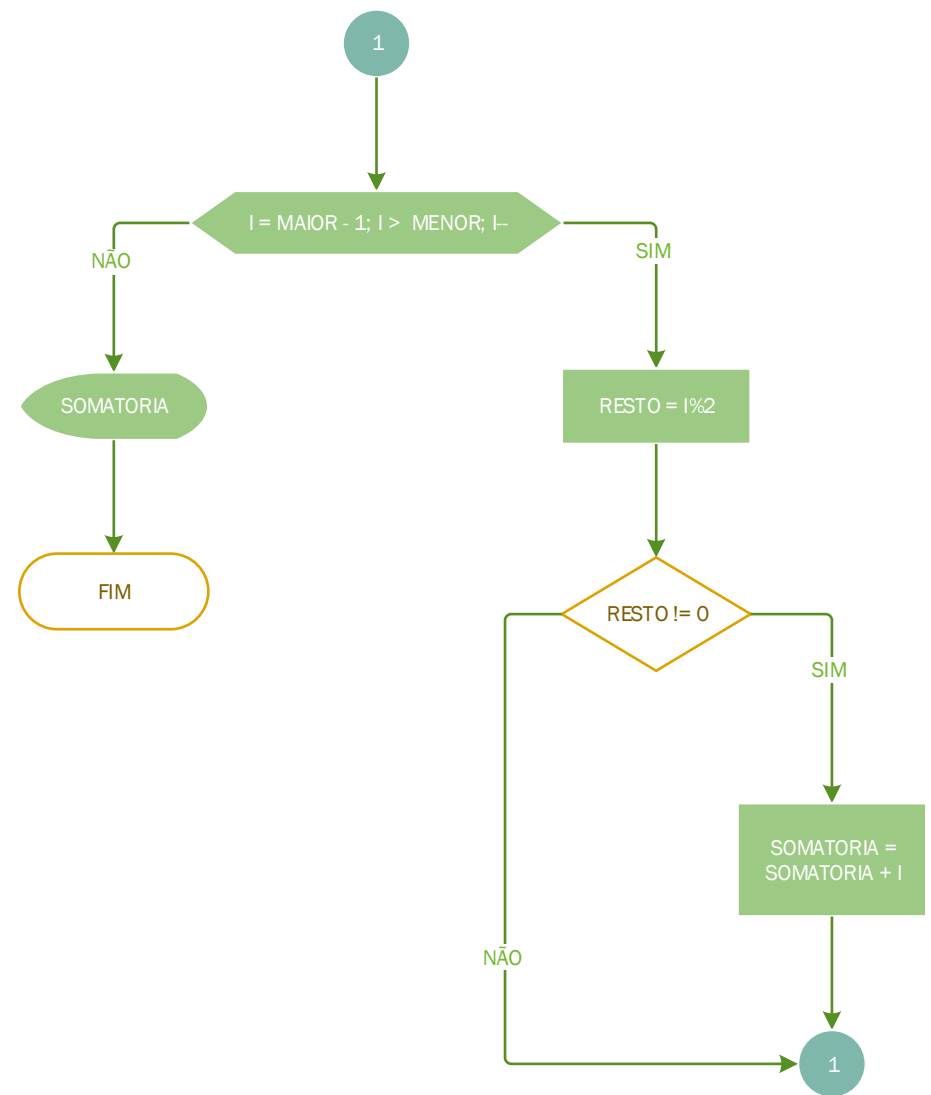 1
I = MAIOR - 1; I > MENOR; I--
NÃO
SIM
SOMATORIA
RESTO = I%2
FIM
RESTO != 0
SIM
SOMATORIA =
SOMATORIA + I
NÃO
1